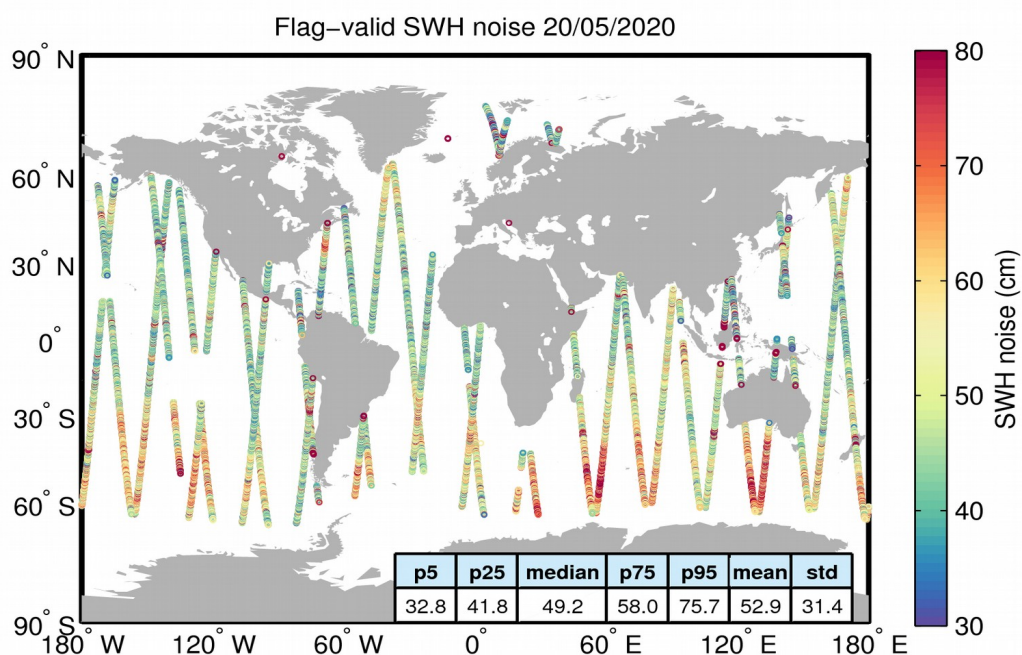 Flag−valid SWH noise 20/05/2020
90° N
60° N
30° N
0°
30° S
60° S
90° S
180° W
120° W
60° W
0°
60° E
120° E
180° E
p5 p25 median p75 p95 mean std
32.8 41.8 49.2 58.0 75.7 52.9 31.4
80
70
60
50
40
30
SWH noise (cm)